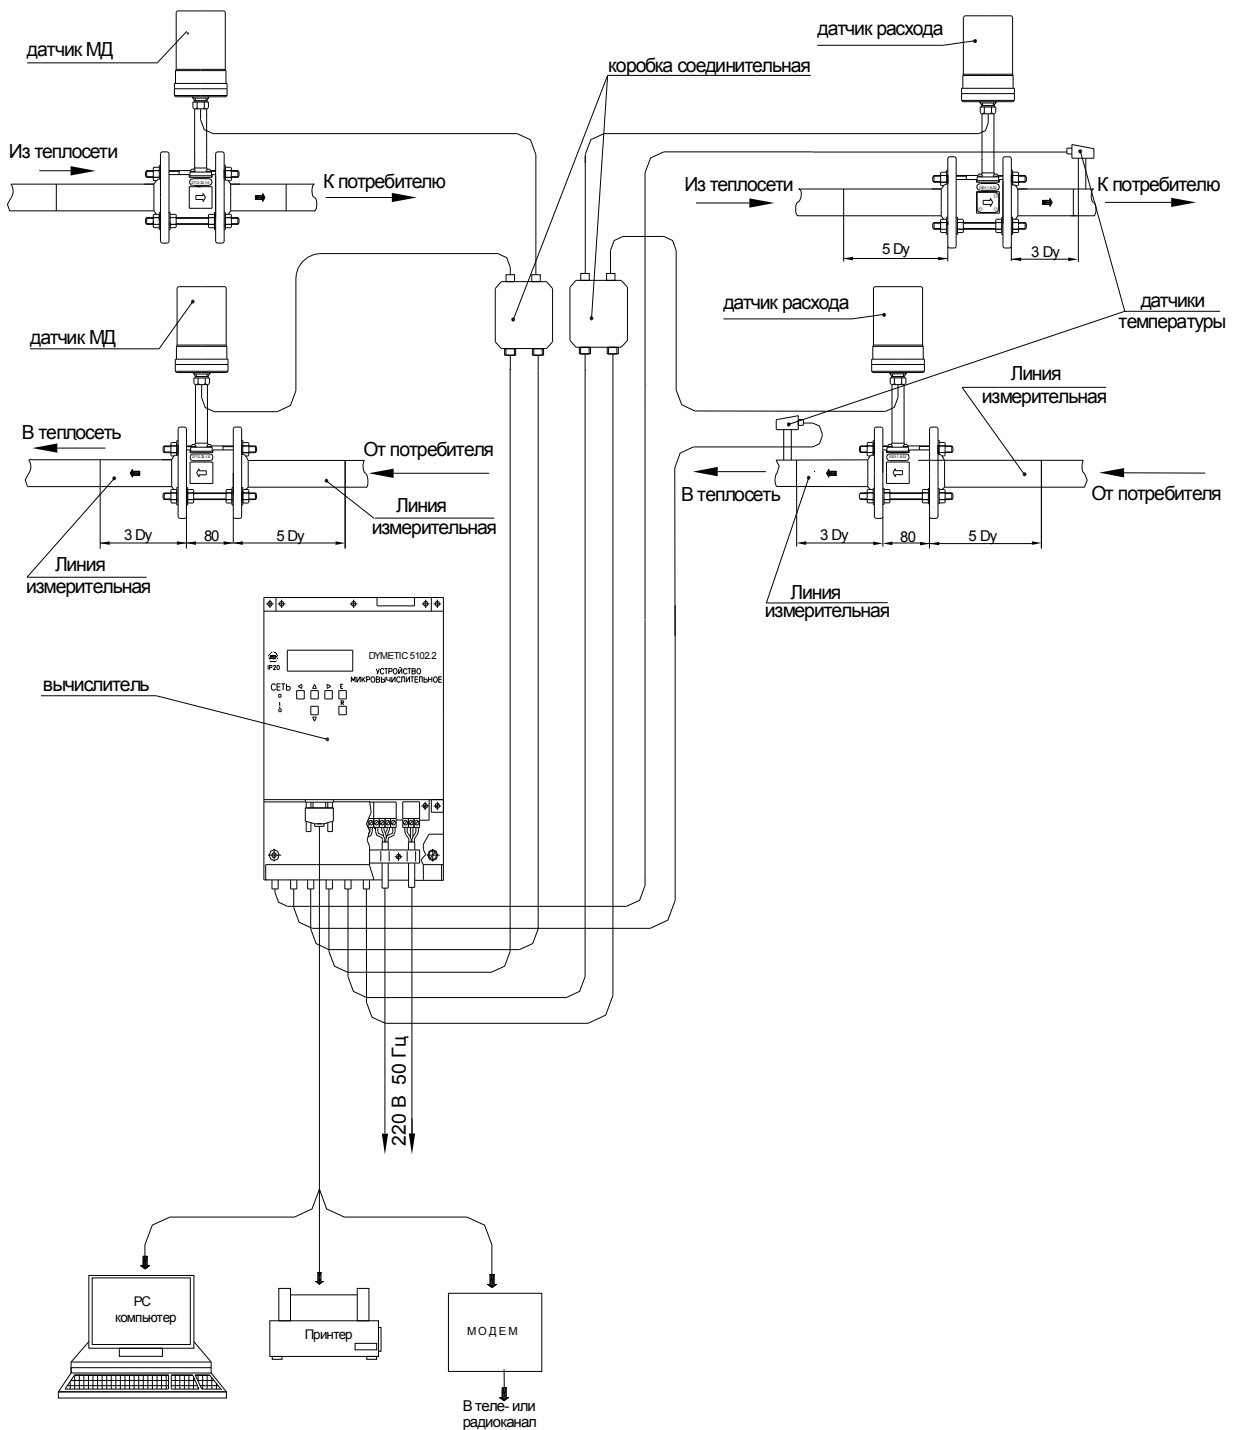 датчик МД
датчик расхода
коробка соединительная
Из теплосети
К потребителю
Из теплосети
К потребителю
5 Dy
3 Dy
датчик МД
датчик расхода
датчики
температуры
Линия
измерительная
В теплосеть
От потребителя
В теплосеть
От потребителя
Линия
измерительная
3 Dy
80
5 Dy
3 Dy
80
5 Dy
Линия
измерительная
Линия
измерительная
DYMETIC 5102.2
IP20
УСТРОЙСТВО
МИКРОВЫЧИСЛИТЕЛЬНОЕ
вычислитель
СЕТЬ
E
R
220 В 50 Гц
PC
компьютер
Принтер
МОДЕМ
В теле- или
радиоканал